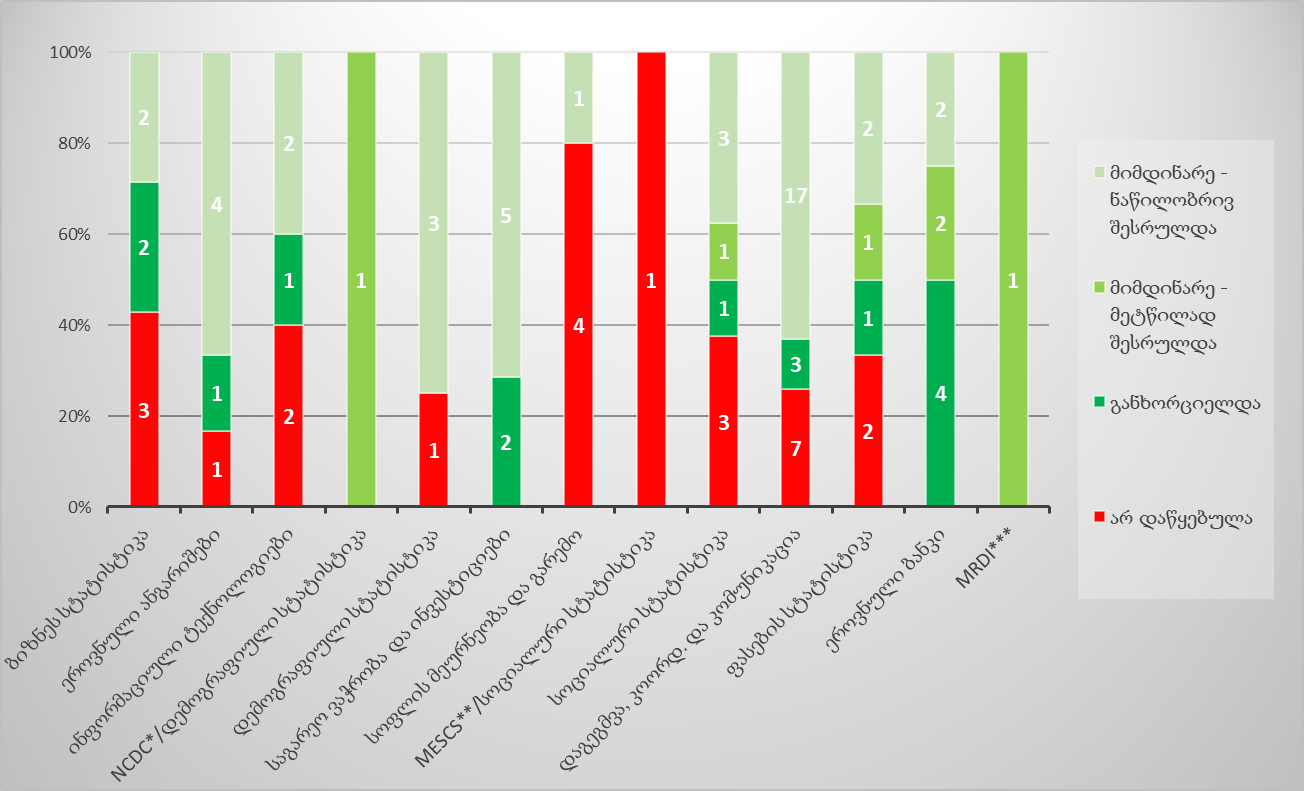 100%
80%
60%
40%
20%
0%
2
2
3
4
1
1
2
1
2
1
3
1
5
2
1
4
1
3
1
1
3
17
3
7
2
1
1
2
2
2
4
1
ბიზნეს სტატისტიკა
ეროვნული ანგარიშები
ინფორმაციული ტექნოლოგიები
NCDC*/დემოგრაფიული სტატისტიკა
დემოგრაფიული სტატისტიკა
საგარეო ვაჭრობა და ინვესტიციები
სოფლის მეურნეობა და გარემო
MESCS**/სოციალური სტატისტიკა
სოციალური სტატისტიკა
დაგეგმვა, კოორდ. და კომუნიკაცია
ფასების სტატისტიკა
ეროვნული ბანკი
MRDI***
მიმდინარე -
ნაწილობრივ
შესრულდა
მიმდინარე -
მეტწილად
შესრულდა
განხორციელდა
არ დაწყებულა